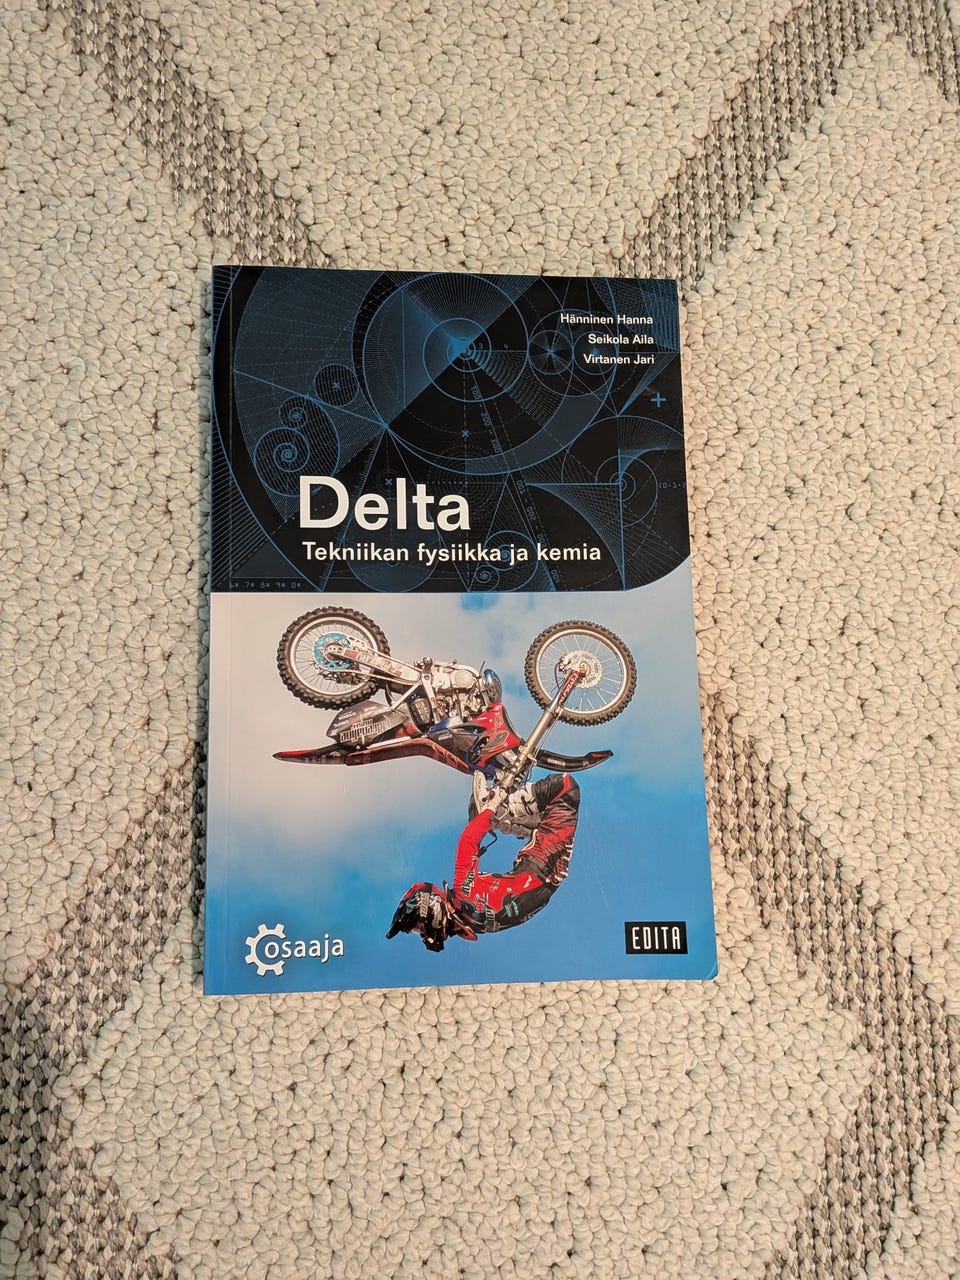 Hänninen Hanna
Seikola Aila
Virtanen Jari
Delta
Tekniikan fysiikka ja kemia
osaaja
EDITA